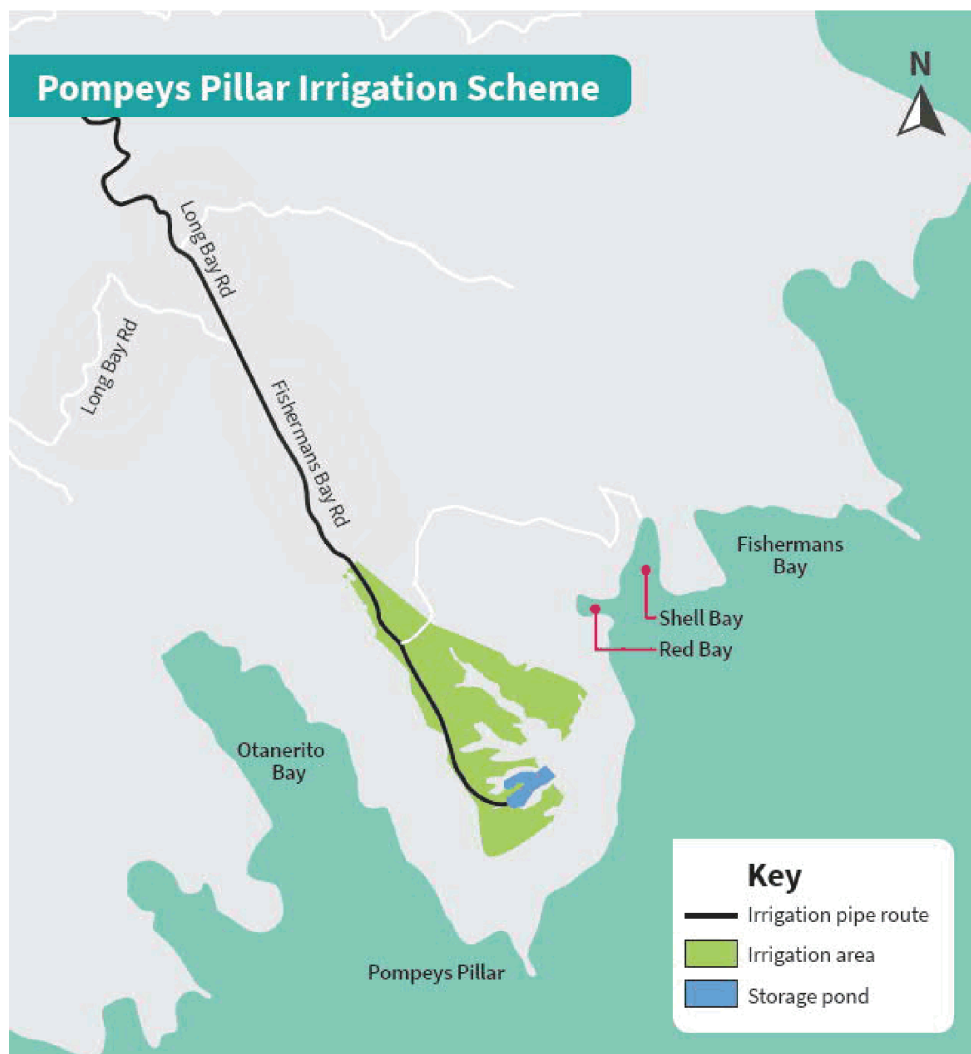 Pompeys Pillar Irrigation Scheme
N
Long Bay Rd
Long Bay Rd
Fishermans Bay Rd
Fishermans
Bay
Shell Bay
Red Bay
Otanerito
Bay
Pompeys Pillar
Key
Irrigation pipe route
Irrigation area
Storage pond